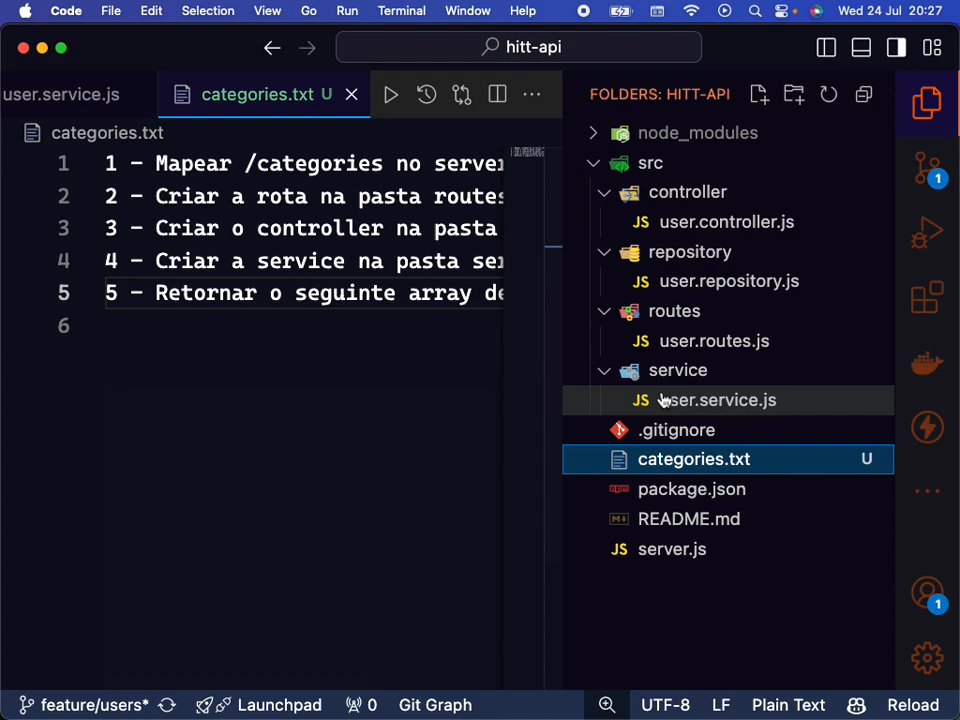 Code File Edit Selection View Go Run Terminal Window Help Wed 24 Jul 20:27
hitt-api
user.service.js categories.txt U
categories.txt
1 1 - Mapear /categories no server
2 2 - Criar a rota na pasta routes
3 3 - Criar o controller na pasta
4 4 - Criar a service na pasta ser
5 5 - Retornar o seguinte array de
6
FOLDERS: HITT-API
node_modules
src
controller
JS user.controller.js
repository
JS user.repository.js
routes
JS user.routes.js
service
JS user.service.js
.gitignore
categories.txt U
package.json
README.md
JS server.js
1
1
feature/users* Launchpad 0 Git Graph UTF-8 LF Plain Text Reload